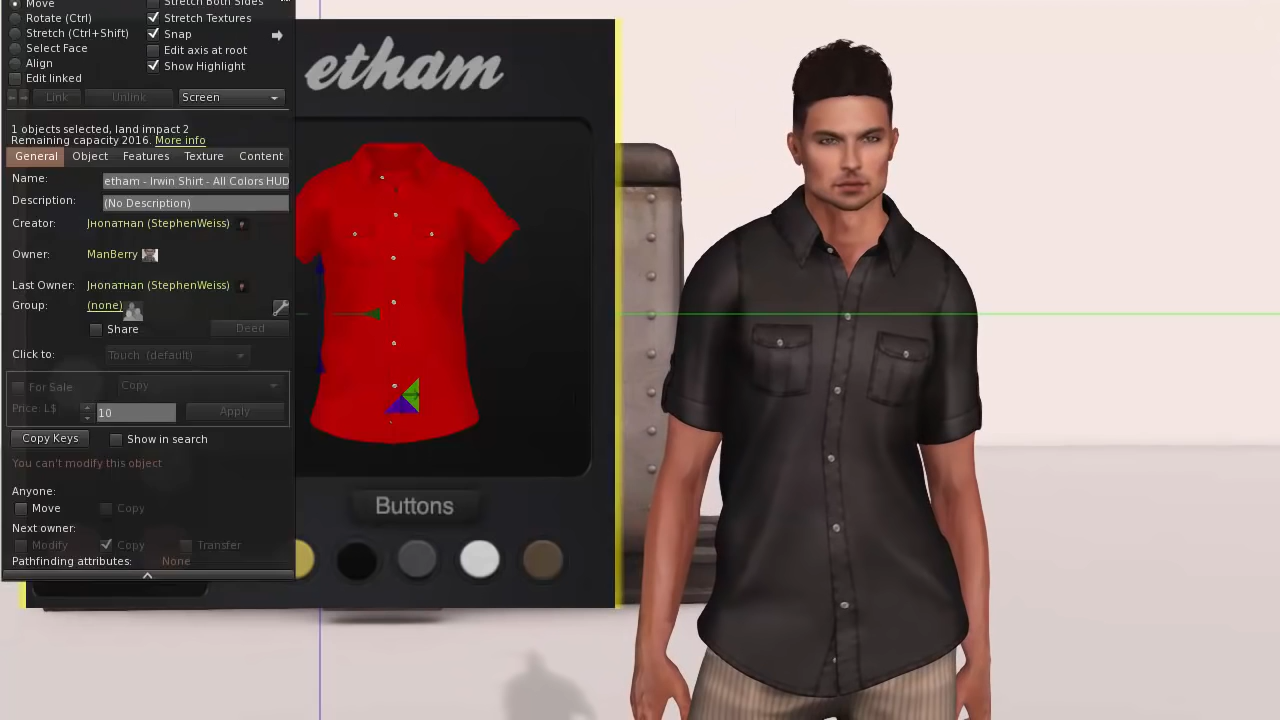 Move
Stretch Both Sides
Rotate (Ctrl)
Stretch Textures
Stretch (Ctrl+Shift)
Snap
Select Face
Edit axis at root
Align
Show Highlight
Edit linked
Link
Unlink
Screen
1 objects selected, land impact 2
Remaining capacity 2016. More info
General
Object
Features
Texture
Content
Name:
etham - Irwin Shirt - All Colors HUD
Description:
(No Description)
Creator:
Jнonaтнan (StephenWeiss)
Owner:
ManBerry
Last Owner:
Jнonaтнan (StephenWeiss)
Group:
(none)
Share
Deed
Click to:
Touch (default)
For Sale
Copy
Price: L$
10
Apply
Copy Keys
Show in search
You can't modify this object
Anyone:
Move
Copy
Next owner:
Modify
Copy
Transfer
Pathfinding attributes:
None
etham
Buttons